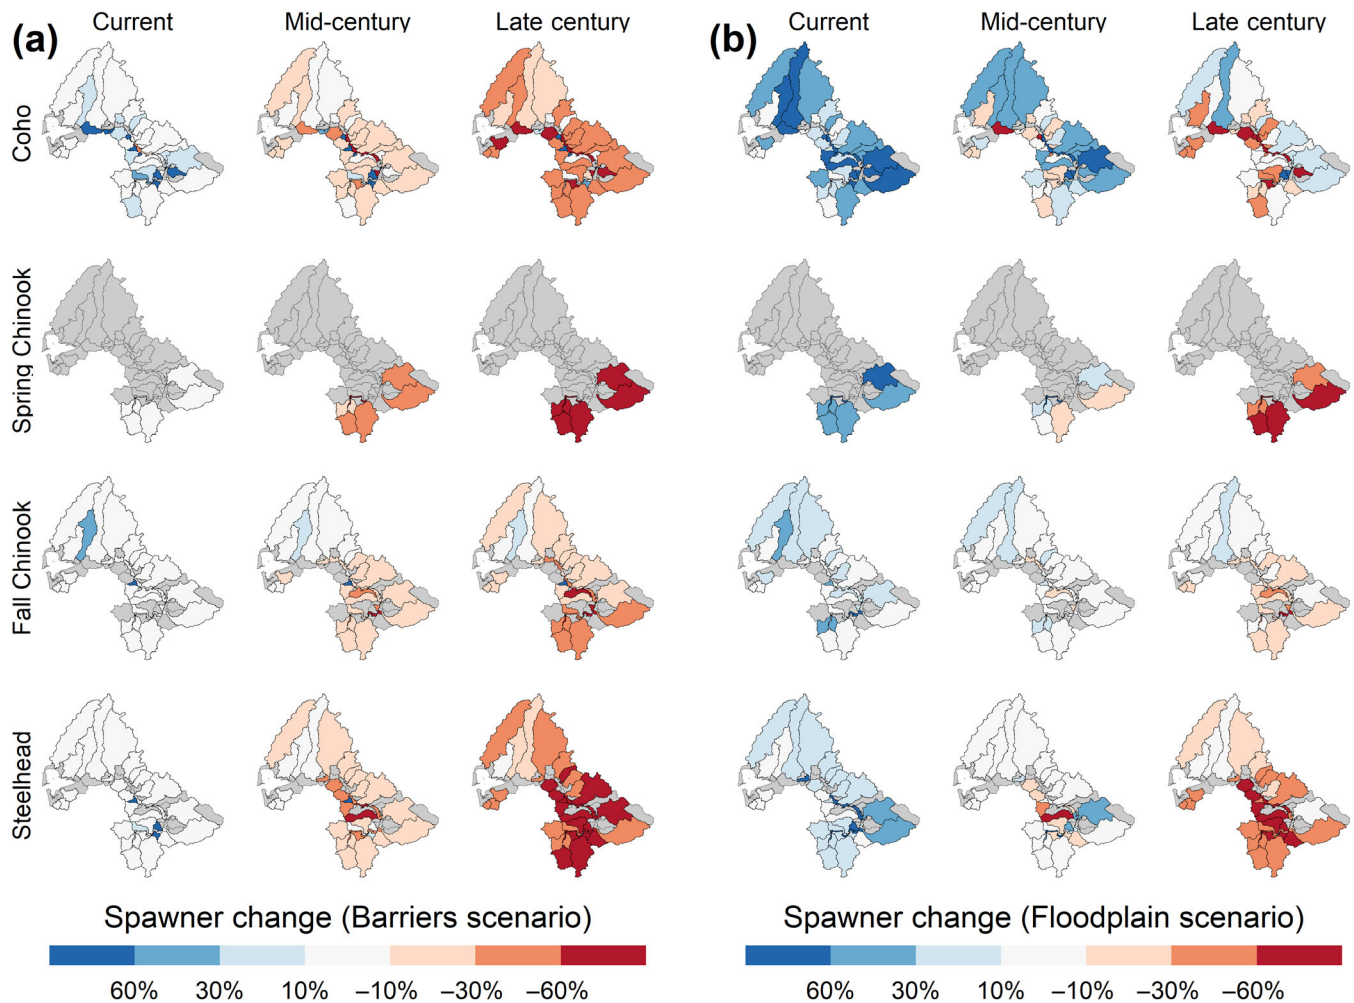 (a) Current Mid-century Late century
(b) Current Mid-century Late century
Coho
Spring Chinook
Fall Chinook
Steelhead
Spawner change (Barriers scenario)
60% 30% 10% –10% –30% –60%
Spawner change (Floodplain scenario)
60% 30% 10% –10% –30% –60%